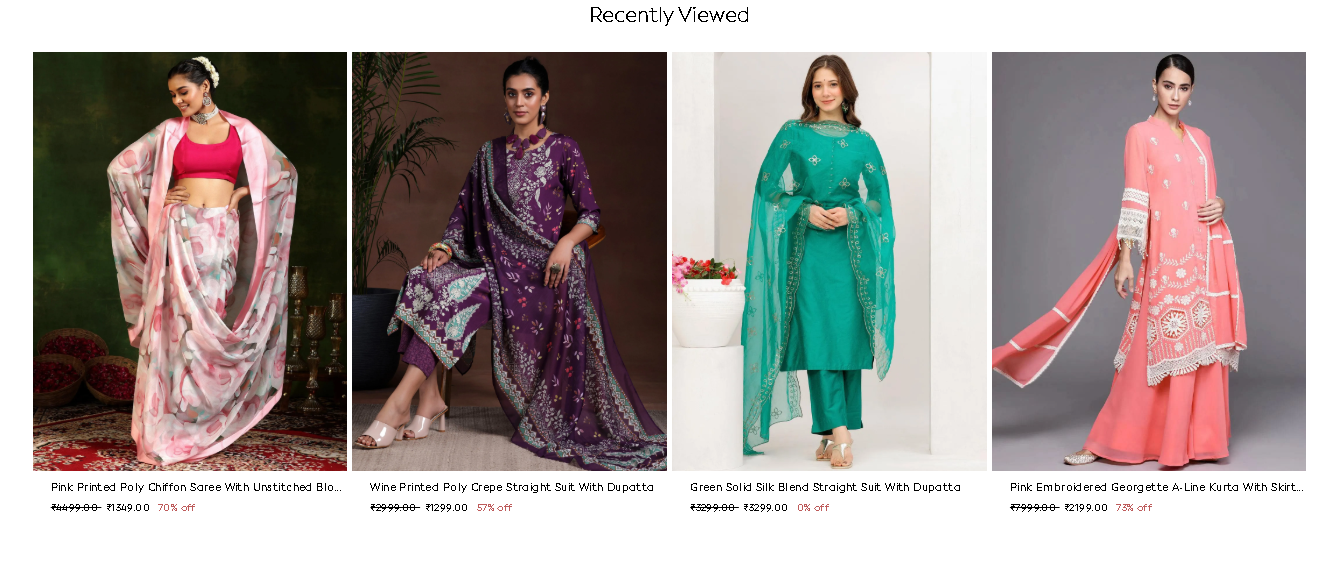 Recently Viewed
Pink Printed Poly Chiffon Saree With Unstitched Blo...
₹4499.00 ₹1349.00 70% off
Wine Printed Poly Crepe Straight Suit With Dupatta
₹2999.00 ₹1299.00 57% off
Green Solid Silk Blend Straight Suit With Dupatta
₹3299.00 ₹3299.00 0% off
Pink Embroidered Georgette A-Line Kurta With Skirt...
₹7999.00 ₹2199.00 73% off